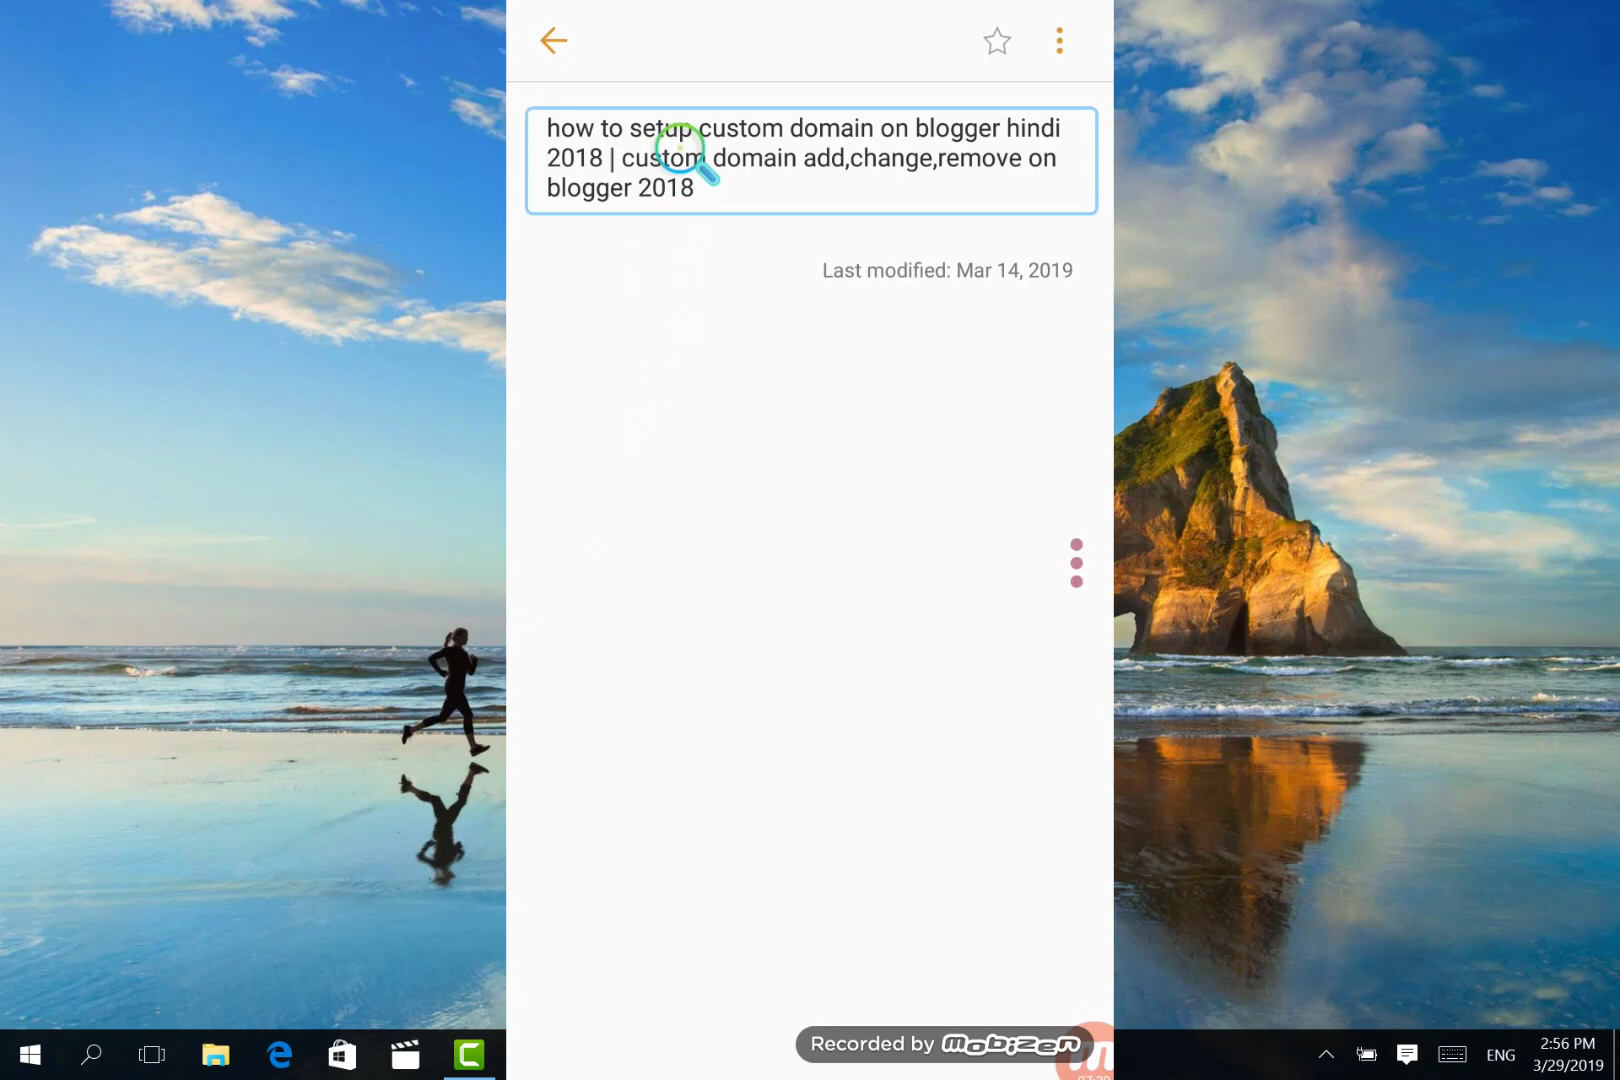 how to setup custom domain on blogger hindi
2018 | custom domain add,change,remove on
blogger 2018
Last modified: Mar 14, 2019
Recorded by mobizen
ENG
2:56 PM
3/29/2019